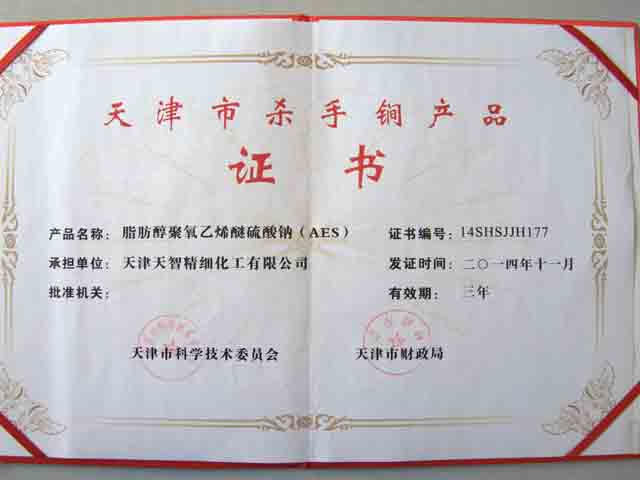 天津市杀手锏产品
证书
产品名称：脂肪醇聚氧乙烯醚硫酸钠（AES）
承担单位：天津天智精细化工有限公司
批准机关：
证书编号：14SHSJJH177
发证时间：二〇一四年十一月
有效期：三年
天津市科学技术委员会
天津市财政局